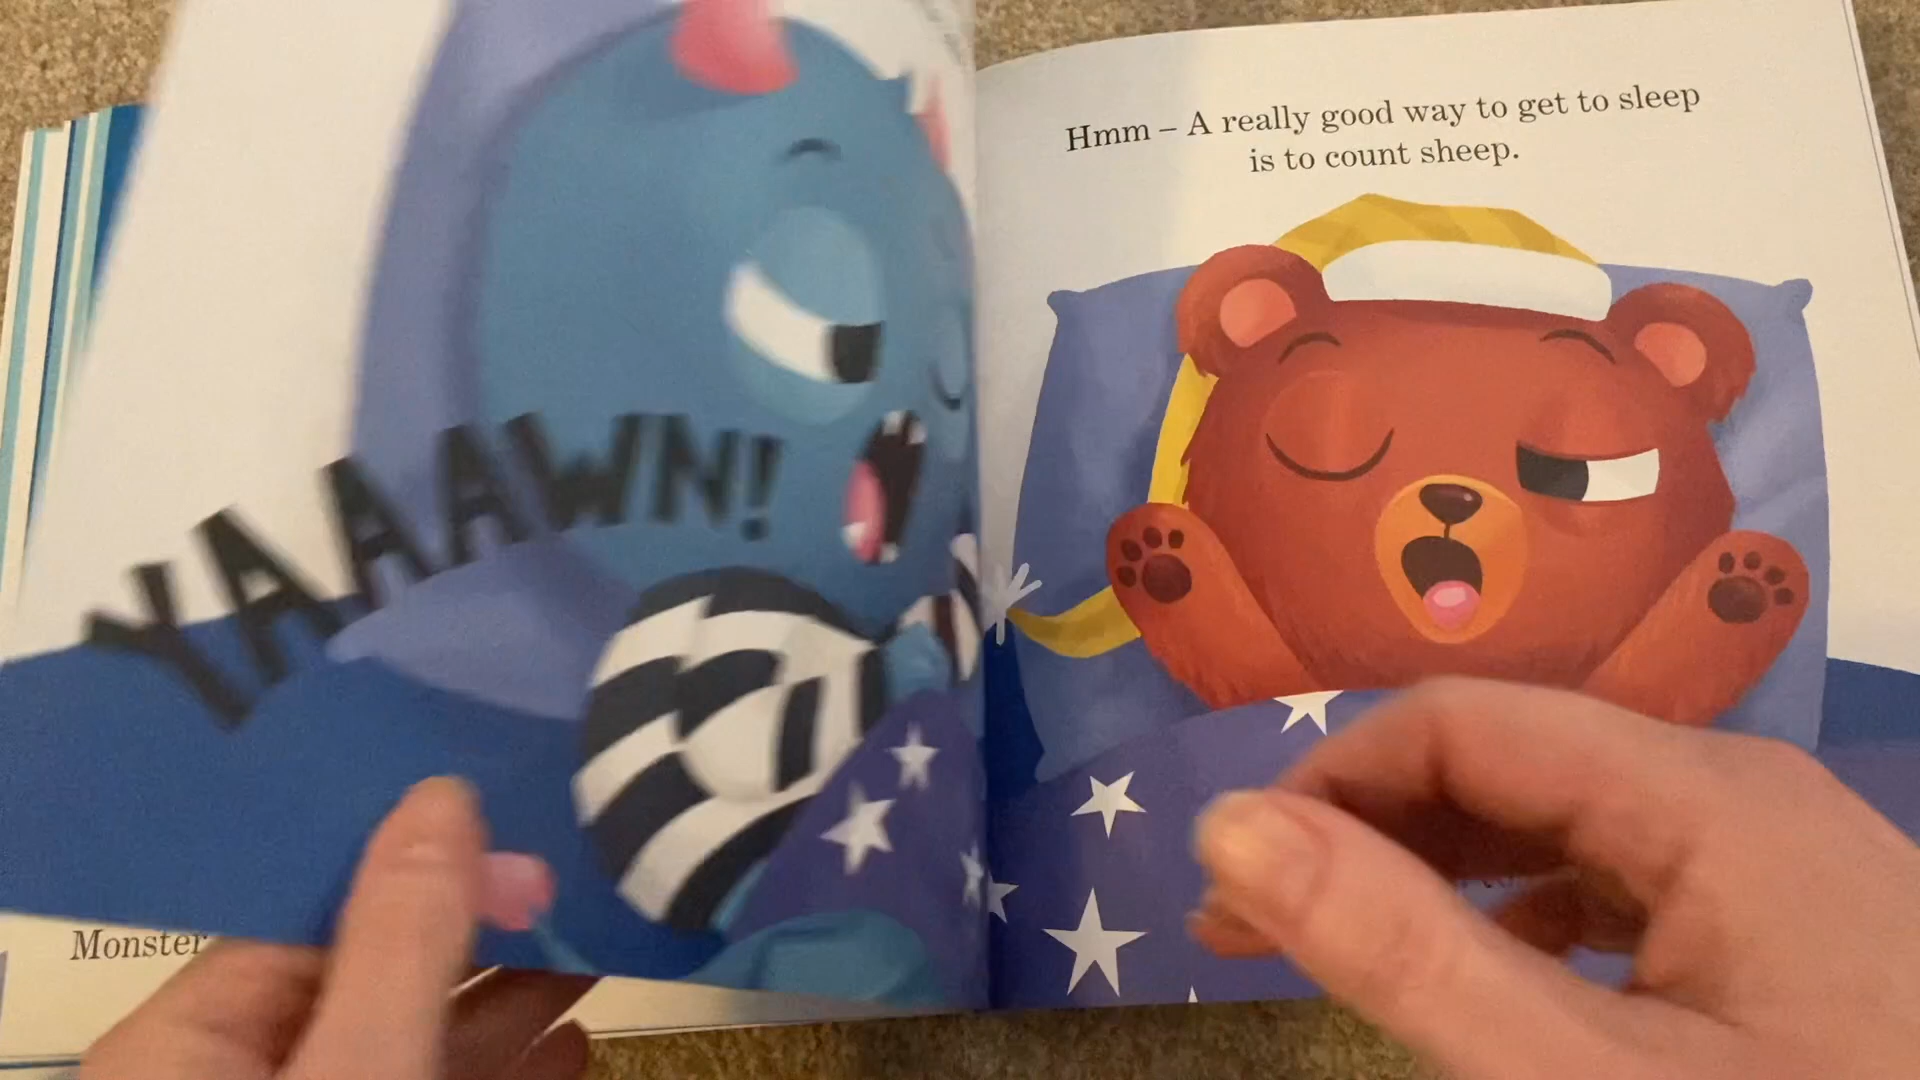 YAAAAWN!
Monster
Hmm – A really good way to get to sleep
is to count sheep.